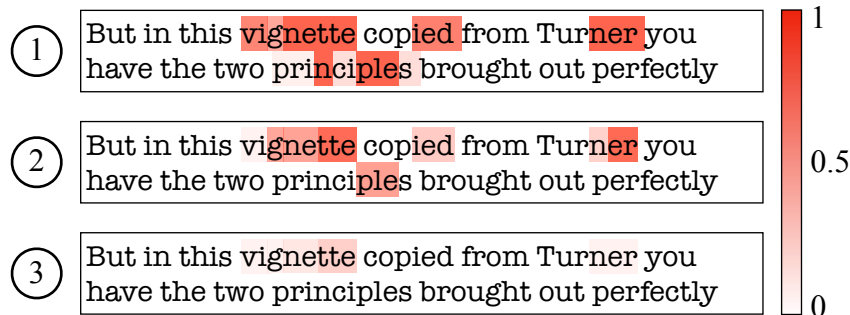 1
But in this vignette copied from Turner you
have the two principles brought out perfectly
2
But in this vignette copied from Turner you
have the two principles brought out perfectly
3
But in this vignette copied from Turner you
have the two principles brought out perfectly
1
0.5
0